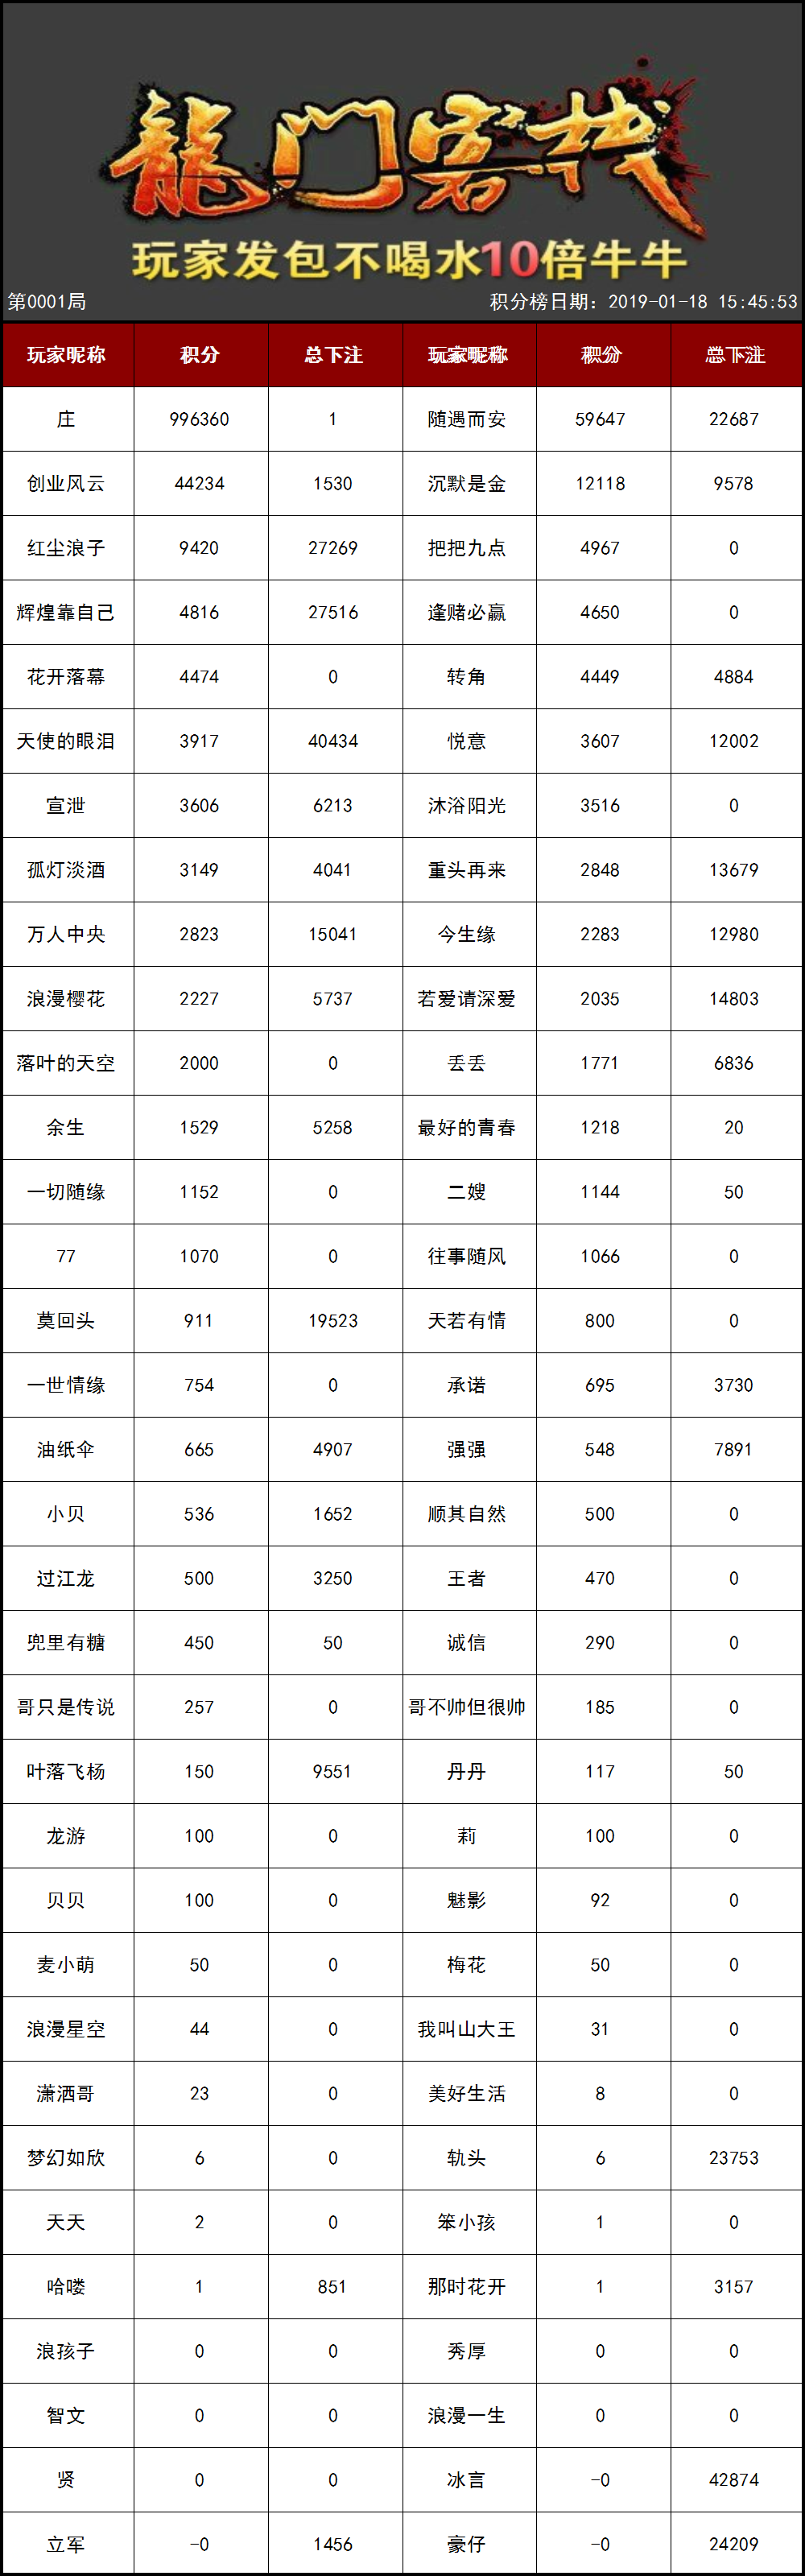 龍门客栈
玩家发包不喝水10倍牛牛
第0001局 积分榜日期：2019-01-18 15:45:53
玩家昵称 积分 总下注 玩家昵称 积分 总下注
庄 996360 1 随遇而安 59647 22687
创业风云 44234 1530 沉默是金 12118 9578
红尘浪子 9420 27269 把把九点 4967 0
辉煌靠自己 4816 27516 逢赌必赢 4650 0
花开落幕 4474 0 转角 4449 4884
天使的眼泪 3917 40434 悦意 3607 12002
宣泄 3606 6213 沐浴阳光 3516 0
孤灯淡酒 3149 4041 重头再来 2848 13679
万人中央 2823 15041 今生缘 2283 12980
浪漫樱花 2227 5737 若爱请深爱 2035 14803
落叶的天空 2000 0 丢丢 1771 6836
余生 1529 5258 最好的青春 1218 20
一切随缘 1152 0 二嫂 1144 50
77 1070 0 往事随风 1066 0
莫回头 911 19523 天若有情 800 0
一世情缘 754 0 承诺 695 3730
油纸伞 665 4907 强强 548 7891
小贝 536 1652 顺其自然 500 0
过江龙 500 3250 王者 470 0
兜里有糖 450 50 诚信 290 0
哥只是传说 257 0 哥不帅但很帅 185 0
叶落飞杨 150 9551 丹丹 117 50
龙游 100 0 莉 100 0
贝贝 100 0 魅影 92 0
麦小萌 50 0 梅花 50 0
浪漫星空 44 0 我叫山大王 31 0
潇洒哥 23 0 美好生活 8 0
梦幻如欣 6 0 轨头 6 23753
天天 2 0 笨小孩 1 0
哈喽 1 851 那时花开 1 3157
浪孩子 0 0 秀厚 0 0
智文 0 0 浪漫一生 0 0
贤 0 0 冰言 -0 42874
立军 -0 1456 豪仔 -0 24209